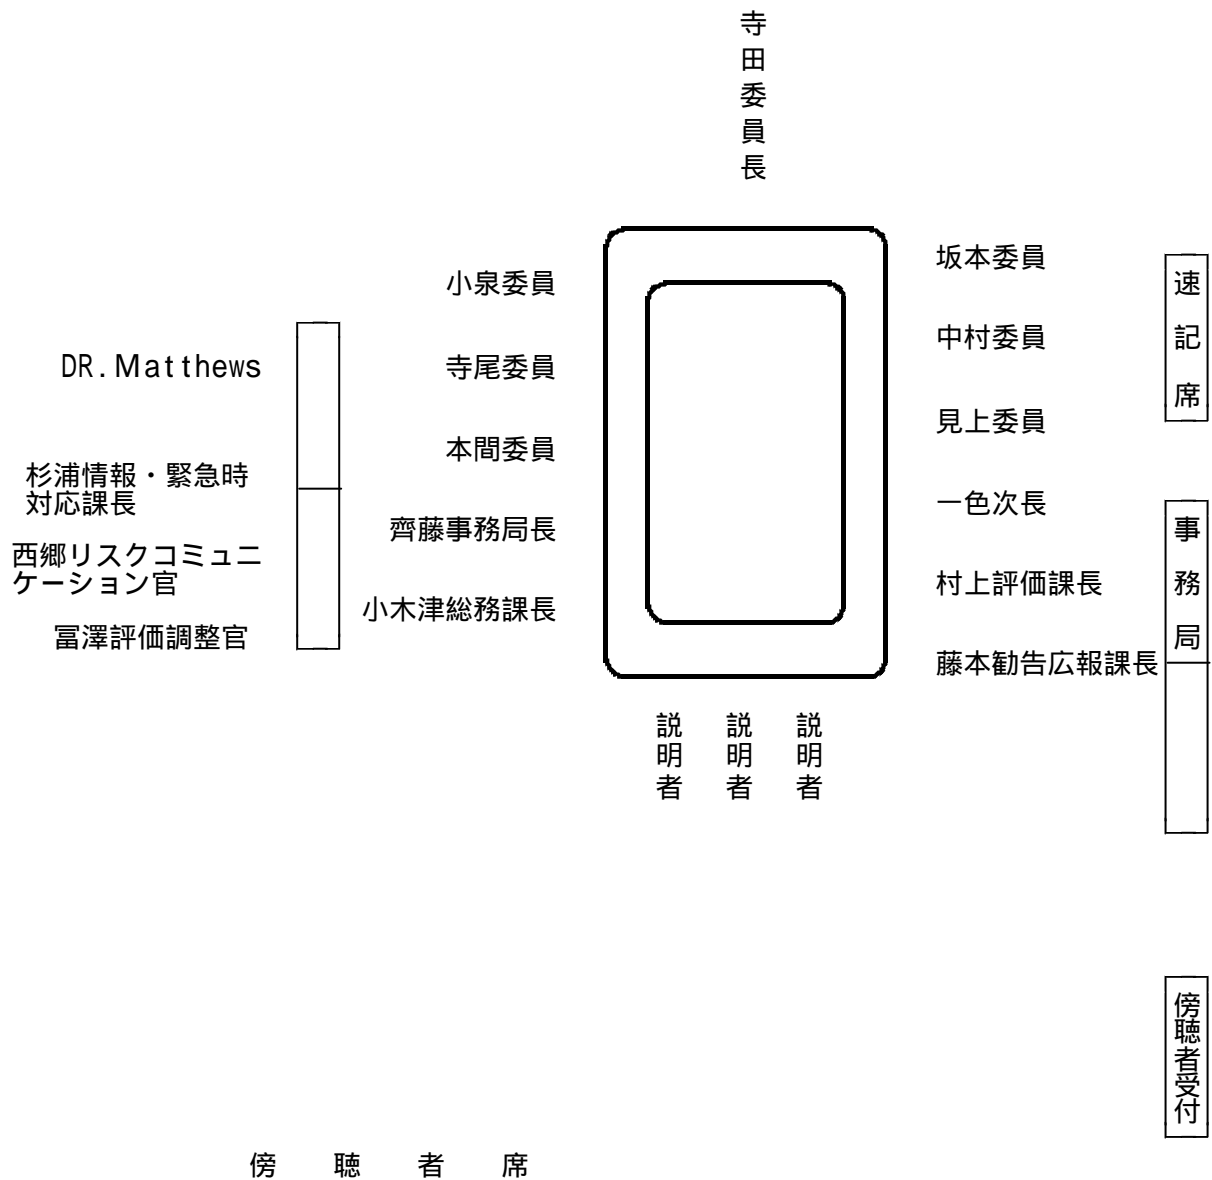 寺田委員長
小泉委員
寺尾委員
本間委員
齊藤事務局長
小木津総務課長
DR.Matthews
杉浦情報・緊急時
対応課長
西郷リスクコミュニ
ケーション官
冨澤評価調整官
坂本委員
中村委員
見上委員
一色次長
村上評価課長
藤本勧告広報課長
速記席
事務局
説明者
説明者
説明者
傍聴者受付
傍聴者席